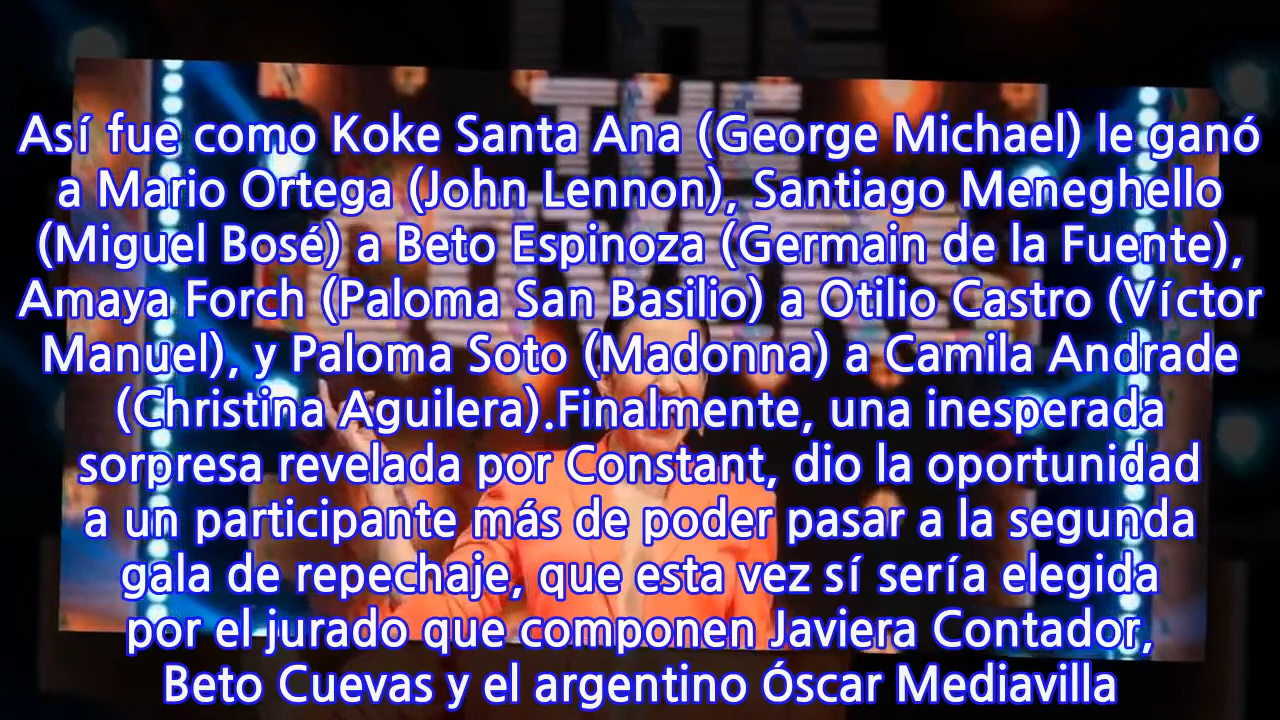 THE
COVERS
Así fue como Koke Santa Ana (George Michael) le ganó
a Mario Ortega (John Lennon), Santiago Meneghello
(Miguel Bosé) a Beto Espinoza (Germain de la Fuente),
Amaya Forch (Paloma San Basilio) a Otilio Castro (Víctor
Manuel), y Paloma Soto (Madonna) a Camila Andrade
(Christina Aguilera).Finalmente, una inesperada
sorpresa revelada por Constant, dio la oportunidad
a un participante más de poder pasar a la segunda
gala de repechaje, que esta vez sí sería elegida
por el jurado que componen Javiera Contador,
Beto Cuevas y el argentino Óscar Mediavilla